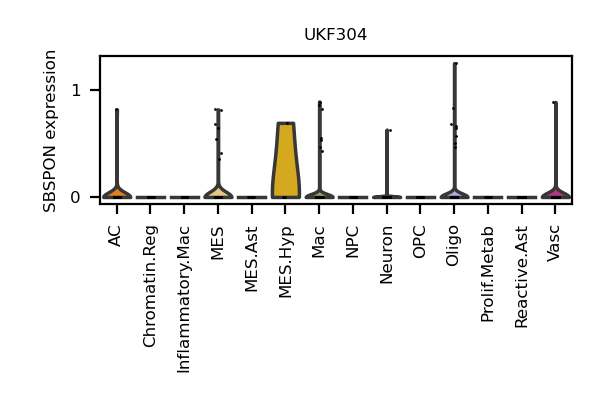 UKF304
SBSPON expression
1
0
AC
Chromatin.Reg
Inflammatory.Mac
MES
MES.Ast
MES.Hyp
Mac
NPC
Neuron
OPC
Oligo
Prolif.Metab
Reactive.Ast
Vasc